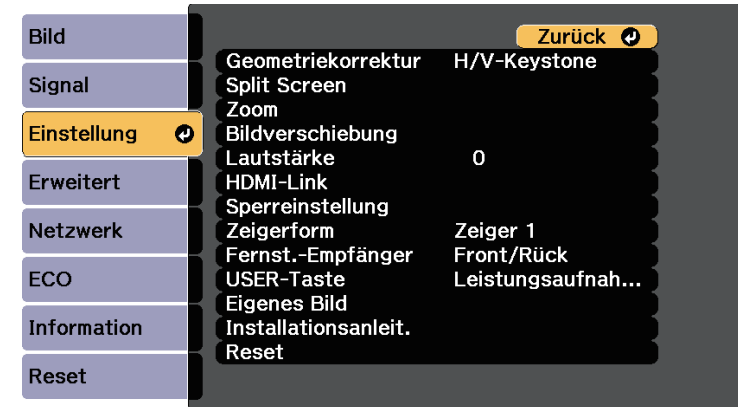 Bild
Signal
Einstellung
Erweitert
Netzwerk
ECO
Information
Reset
Zurück
Geometriekorrektur H/V-Keystone
Split Screen
Zoom
Bildverschiebung
Lautstärke 0
HDMI-Link
Sperreinstellung
Zeigerform Zeiger 1
Fernst.-Empfänger Front/Rück
USER-Taste Leistungsaufnah...
Eigenes Bild
Installationsanleit.
Reset